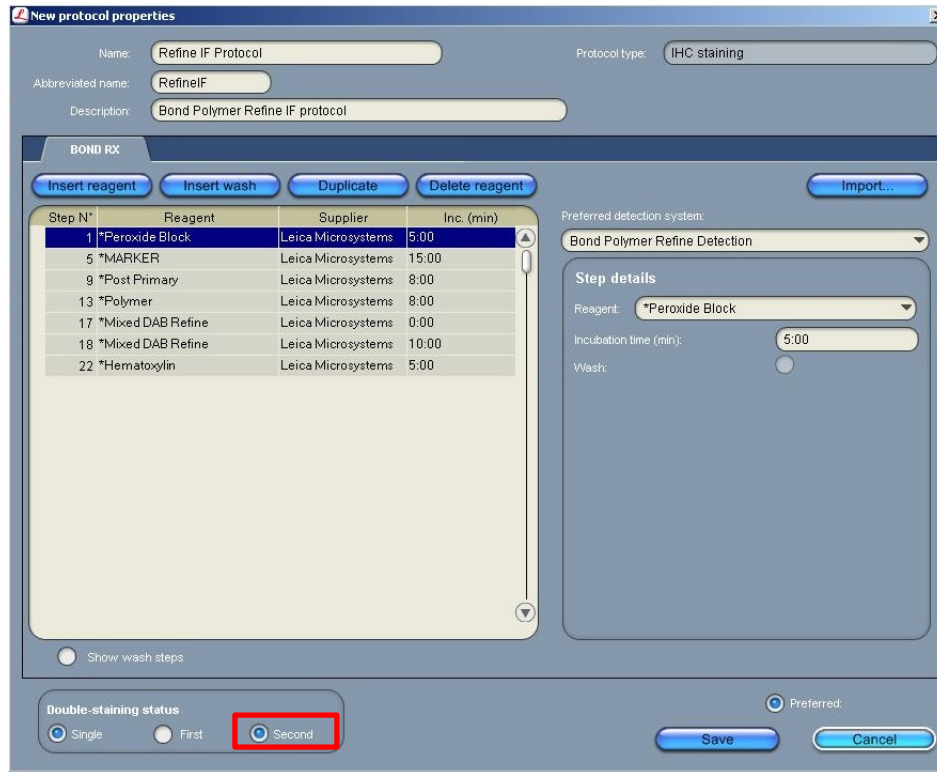 New protocol properties
Name: Refine IF Protocol Protocol type: IHC staining
Abbreviated name: RefineIF
Description: Bond Polymer Refine IF protocol
BOND RX
Insert reagent Insert wash Duplicate Delete reagent Import...
Step N° Reagent Supplier Inc. (min)
1 *Peroxide Block Leica Microsystems 5:00
5 *MARKER Leica Microsystems 15:00
9 *Post Primary Leica Microsystems 8:00
13 *Polymer Leica Microsystems 8:00
17 *Mixed DAB Refine Leica Microsystems 0:00
18 *Mixed DAB Refine Leica Microsystems 10:00
22 *Hematoxylin Leica Microsystems 5:00
Show wash steps
Preferred detection system:
Bond Polymer Refine Detection
Step details
Reagent: *Peroxide Block
Incubation time (min): 5:00
Wash:
Double-staining status
Single First Second
Preferred:
Save Cancel